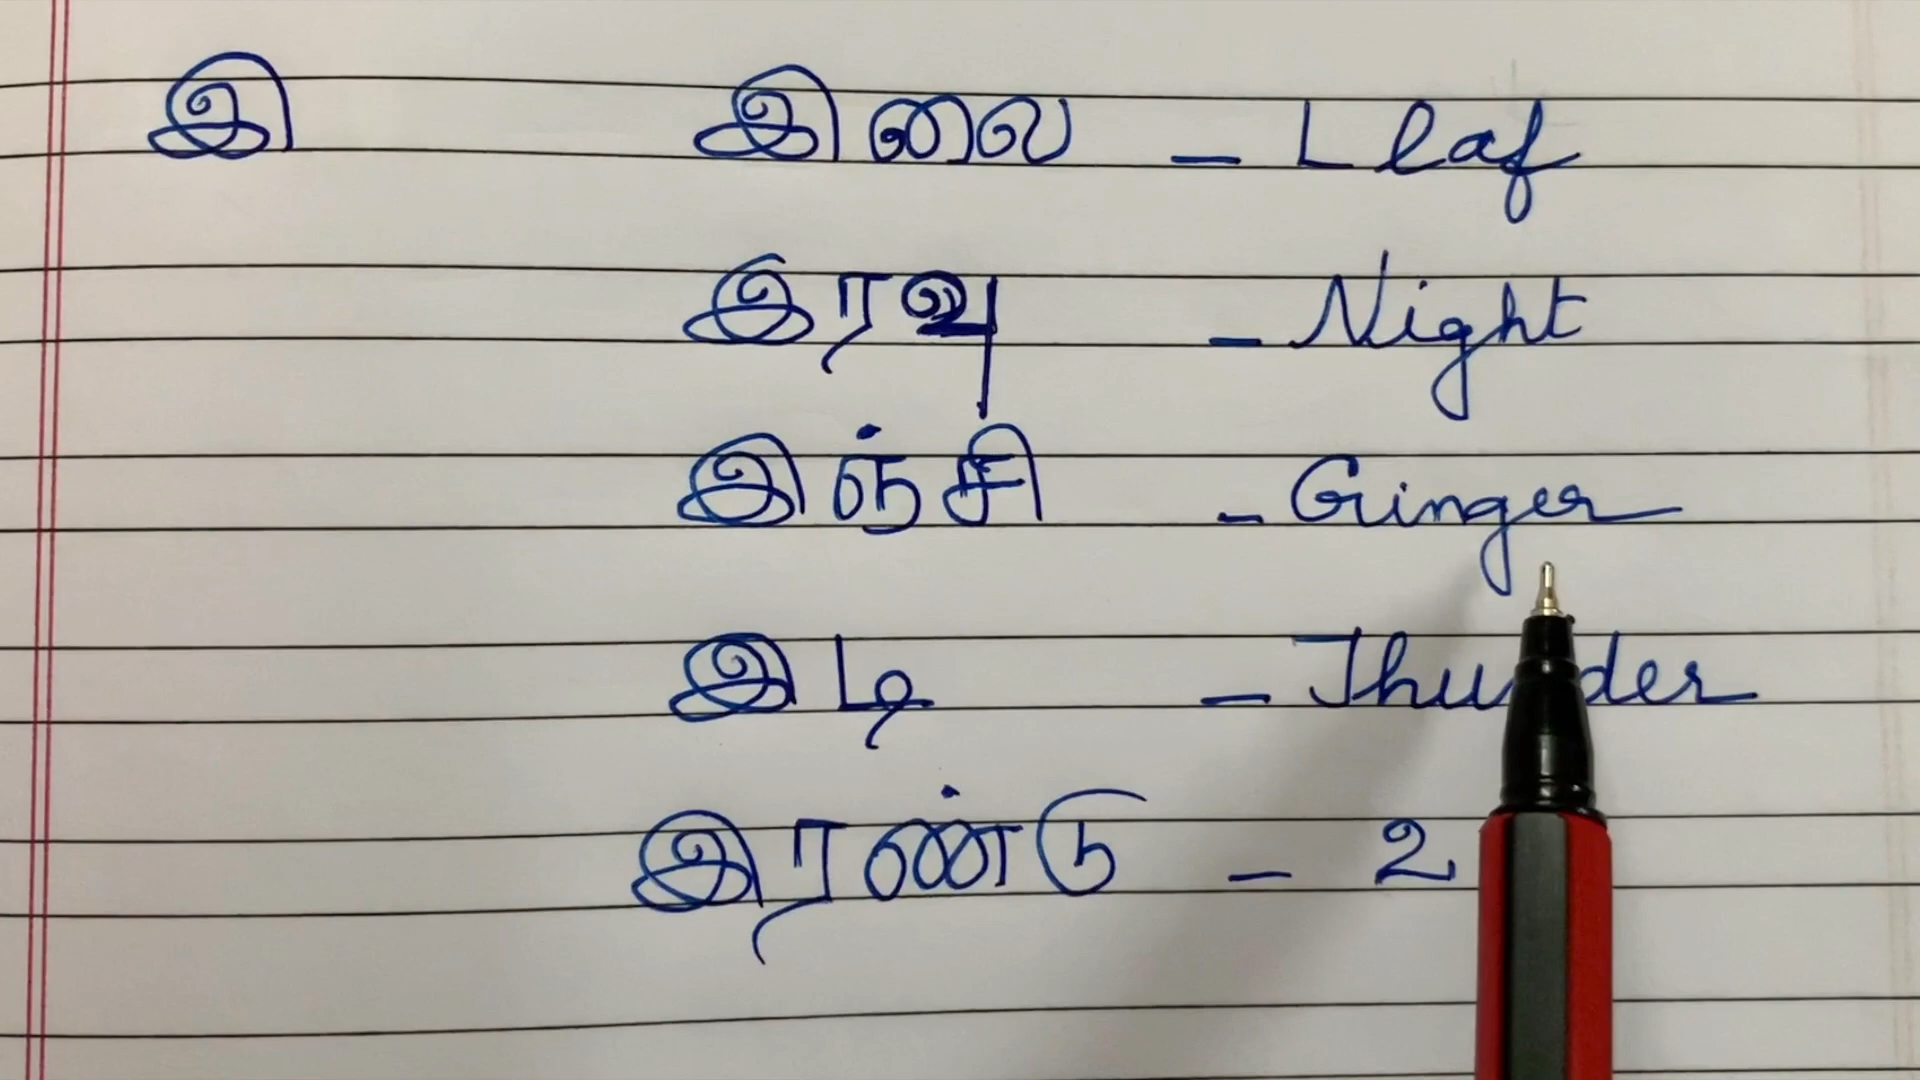 இ இலை - Leaf
இரவு - Night
இஞ்சி - Ginger
இடி - Thunder
இரண்டு - 2